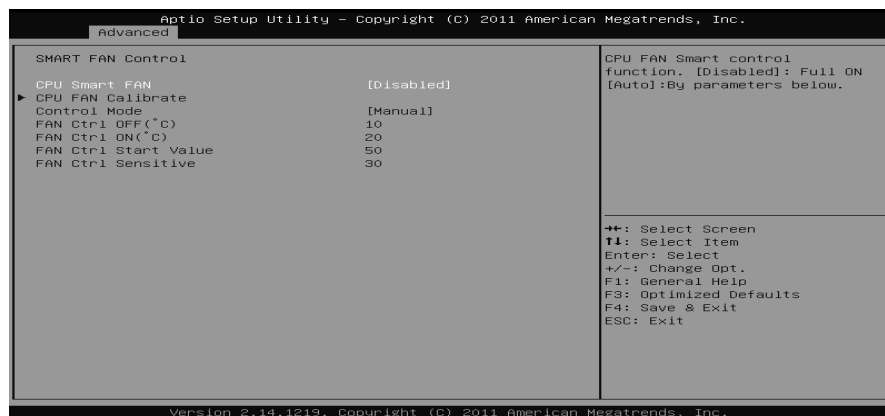 Aptio Setup Utility – Copyright (C) 2011 American Megatrends, Inc.
Advanced
SMART FAN Control
CPU Smart FAN [Disabled]
► CPU FAN Calibrate
Control Mode [Manual]
FAN Ctrl OFF(°C) 10
FAN Ctrl ON(°C) 20
FAN Ctrl Start Value 50
FAN Ctrl Sensitive 30
CPU FAN Smart control
function. [Disabled]: Full ON
[Auto]:By parameters below.
→←: Select Screen
↑↓: Select Item
Enter: Select
+/-: Change Opt.
F1: General Help
F3: Optimized Defaults
F4: Save & Exit
ESC: Exit
Version 2.14.1219. Copyright (C) 2011 American Megatrends, Inc.